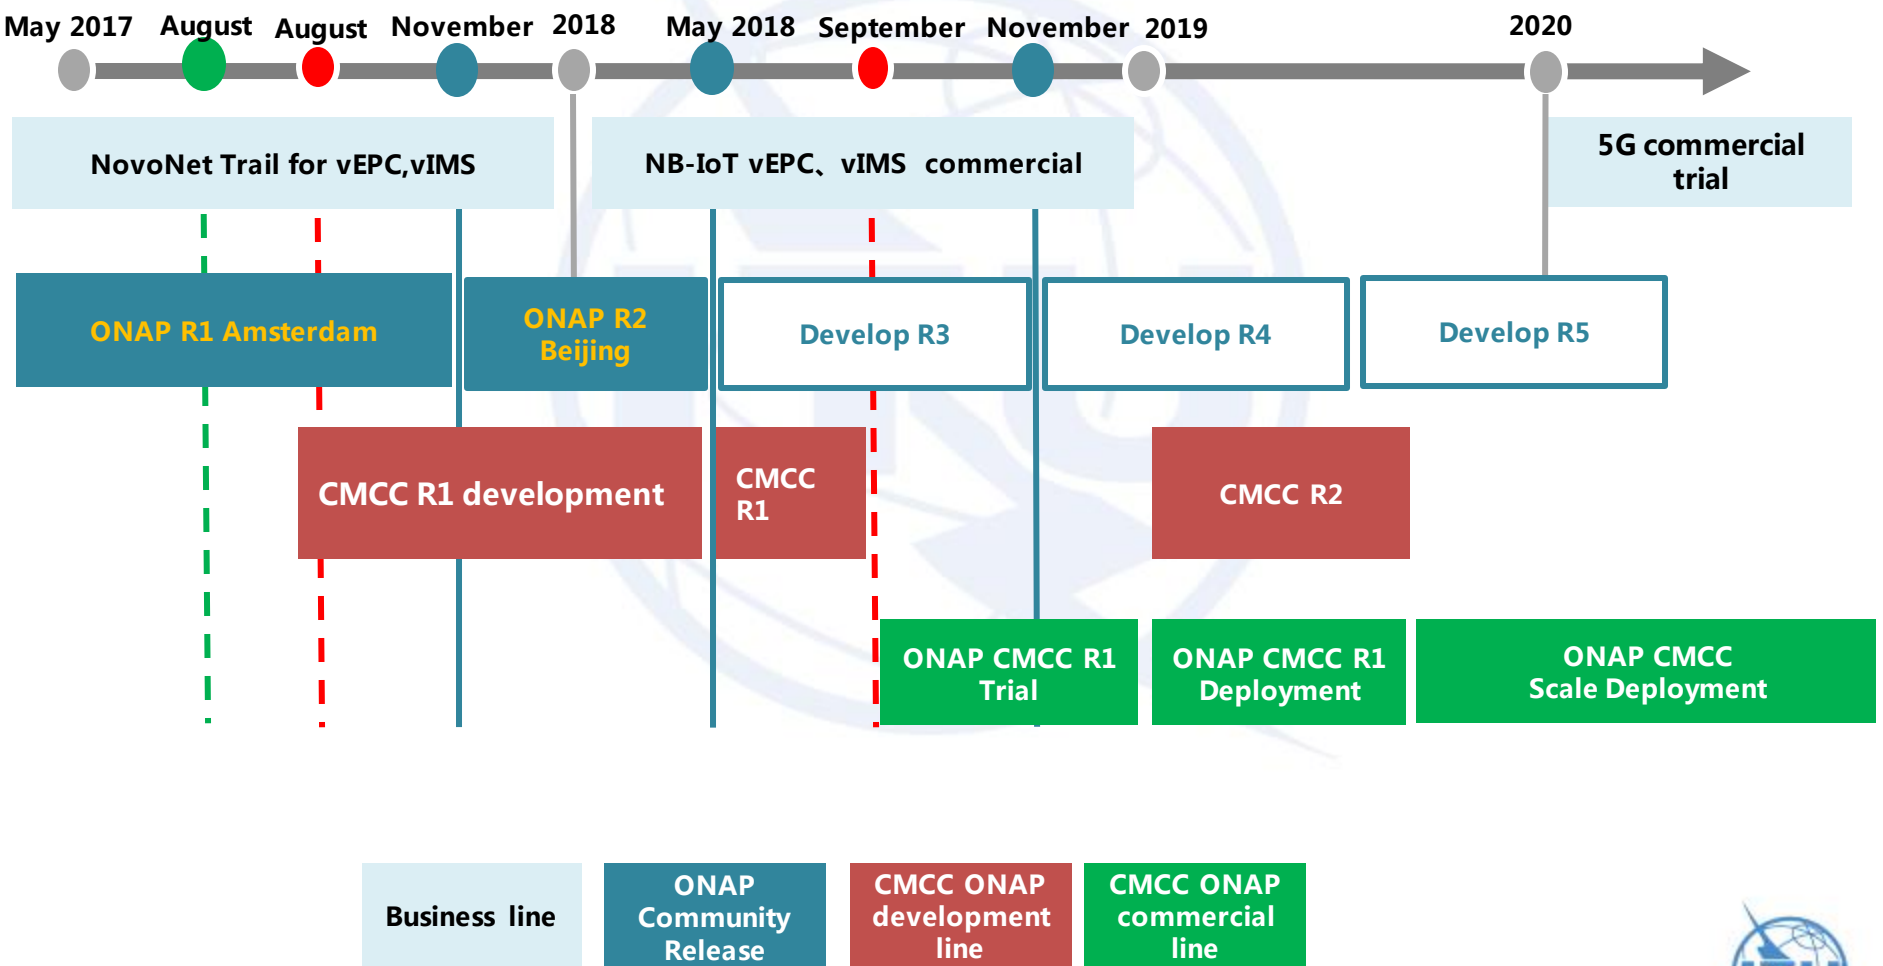 May 2017
August
August
November
2018
May 2018
September
November
2019
2020
NovoNet Trail for vEPC,vIMS
NB-IoT vEPC、vIMS commercial
5G commercial
trial
ONAP R1 Amsterdam
ONAP R2
Beijing
Develop R3
Develop R4
Develop R5
CMCC R1 development
CMCC
R1
CMCC R2
ONAP CMCC R1
Trial
ONAP CMCC R1
Deployment
ONAP CMCC
Scale Deployment
Business line
ONAP
Community
Release
CMCC ONAP
development
line
CMCC ONAP
commercial
line
ITU